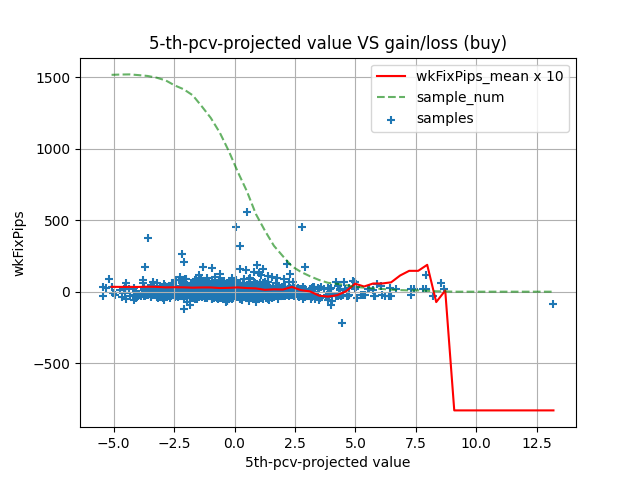 5-th-pcv-projected value VS gain/loss (buy)
wkFixPips_mean x 10
sample_num
samples
1500
1000
500
0
−500
wkFixPips
−5.0 −2.5 0.0 2.5 5.0 7.5 10.0 12.5
5th-pcv-projected value